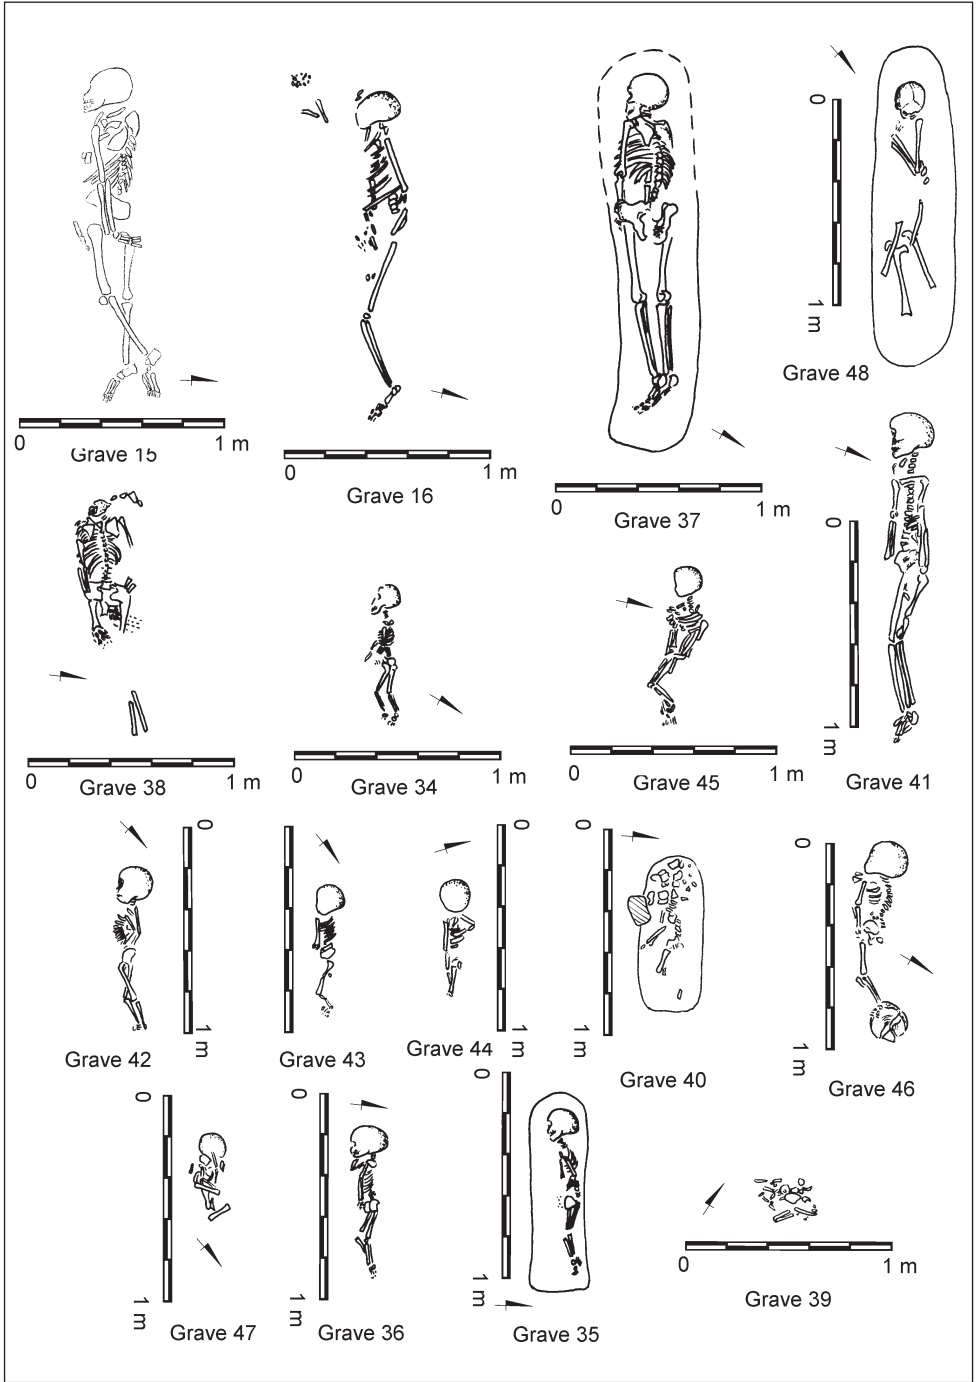 0
1 m
Grave 48
0 1 m
Grave 15
0 1 m
Grave 16
0 1 m
Grave 37
0 1 m
Grave 38
0 1 m
Grave 34
0 1 m
Grave 45
0
1 m
Grave 41
0
1 m
Grave 42
Grave 43
0
1 m
Grave 44
0
1 m
Grave 40
0
1 m
Grave 46
0
1 m
Grave 47
0
1 m
Grave 36
0
1 m
Grave 35
0 1 m
Grave 39